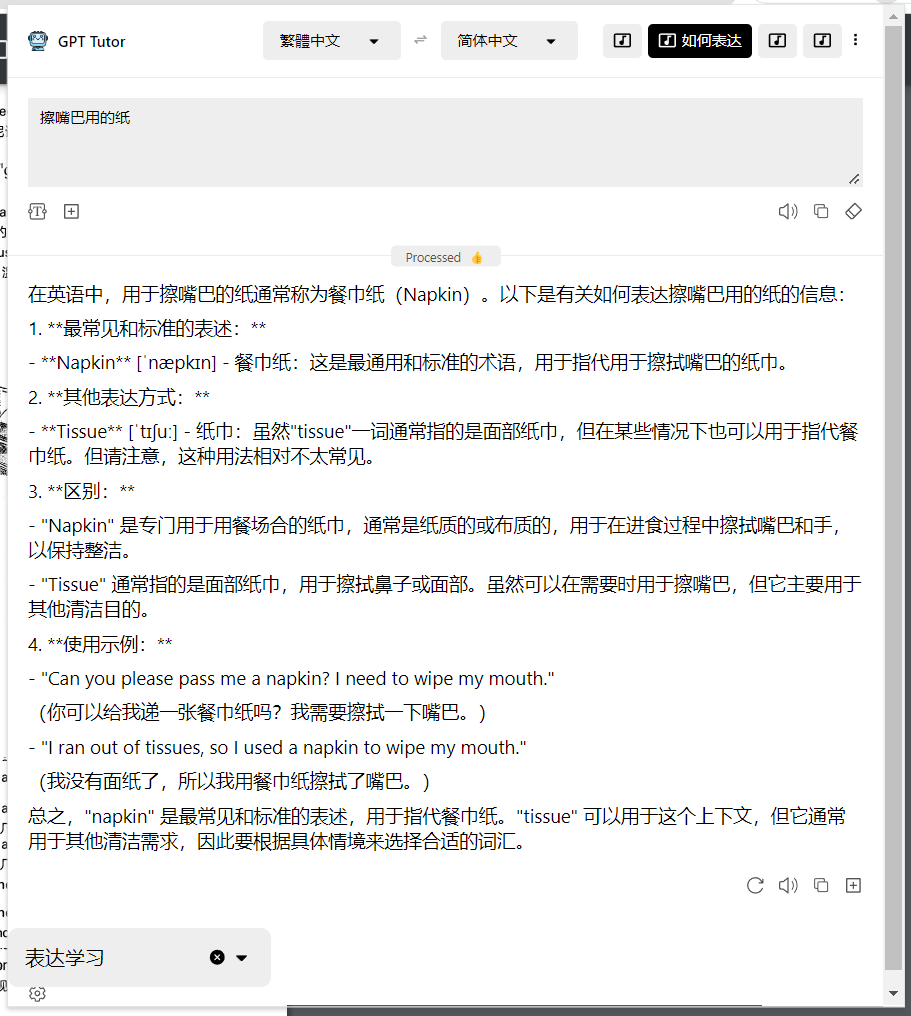 GPT Tutor
繁體中文
简体中文
如何表达
擦嘴巴用的纸
Processed 👍
在英语中，用于擦嘴巴的纸通常称为餐巾纸（Napkin）。以下是有关如何表达擦嘴巴用的纸的信息：
1. **最常见和标准的表述：**
- **Napkin** [ˈnæpkɪn] - 餐巾纸：这是最通用和标准的术语，用于指代用于擦拭嘴巴的纸巾。
2. **其他表达方式：**
- **Tissue** [ˈtɪʃuː] - 纸巾：虽然"tissue"一词通常指的是面部纸巾，但在某些情况下也可以用于指代餐
巾纸。但请注意，这种用法相对不太常见。
3. **区别：**
- "Napkin" 是专门用于用餐场合的纸巾，通常是纸质的或布质的，用于在进食过程中擦拭嘴巴和手，
以保持整洁。
- "Tissue" 通常指的是面部纸巾，用于擦拭鼻子或面部。虽然可以在需要时用于擦嘴巴，但它主要用于
其他清洁目的。
4. **使用示例：**
- "Can you please pass me a napkin? I need to wipe my mouth."
（你可以给我递一张餐巾纸吗？我需要擦拭一下嘴巴。）
- "I ran out of tissues, so I used a napkin to wipe my mouth."
（我没有面纸了，所以我用餐巾纸擦拭了嘴巴。）
总之，"napkin" 是最常见和标准的表述，用于指代餐巾纸。"tissue" 可以用于这个上下文，但它通常
用于其他清洁需求，因此要根据具体情境来选择合适的词汇。
表达学习